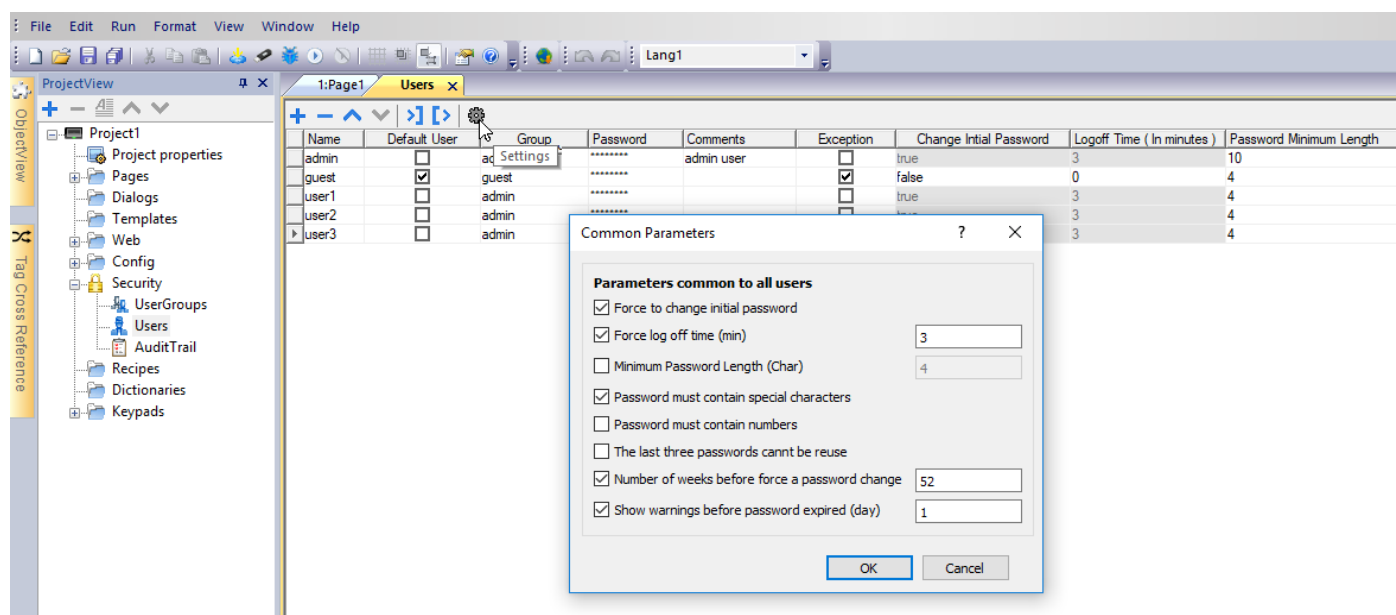 File Edit Run Format View Window Help
Lang1
ProjectView
1:Page1 Users
ObjectView
Tag Cross Reference
Project1
Project properties
Pages
Dialogs
Templates
Web
Config
Security
UserGroups
Users
AuditTrail
Recipes
Dictionaries
Keypads
Name Default User Group Password Comments Exception Change Intial Password Logoff Time ( In minutes ) Password Minimum Length
admin ******** admin user true 3 10
Settings
guest guest ******** false 0 4
user1 admin ******** true 3 4
user2 admin ******** 3 4
user3 admin 3 4
Common Parameters ?
Parameters common to all users
Force to change initial password
Force log off time (min) 3
Minimum Password Length (Char) 4
Password must contain special characters
Password must contain numbers
The last three passwords cannt be reuse
Number of weeks before force a password change 52
Show warnings before password expired (day) 1
OK Cancel